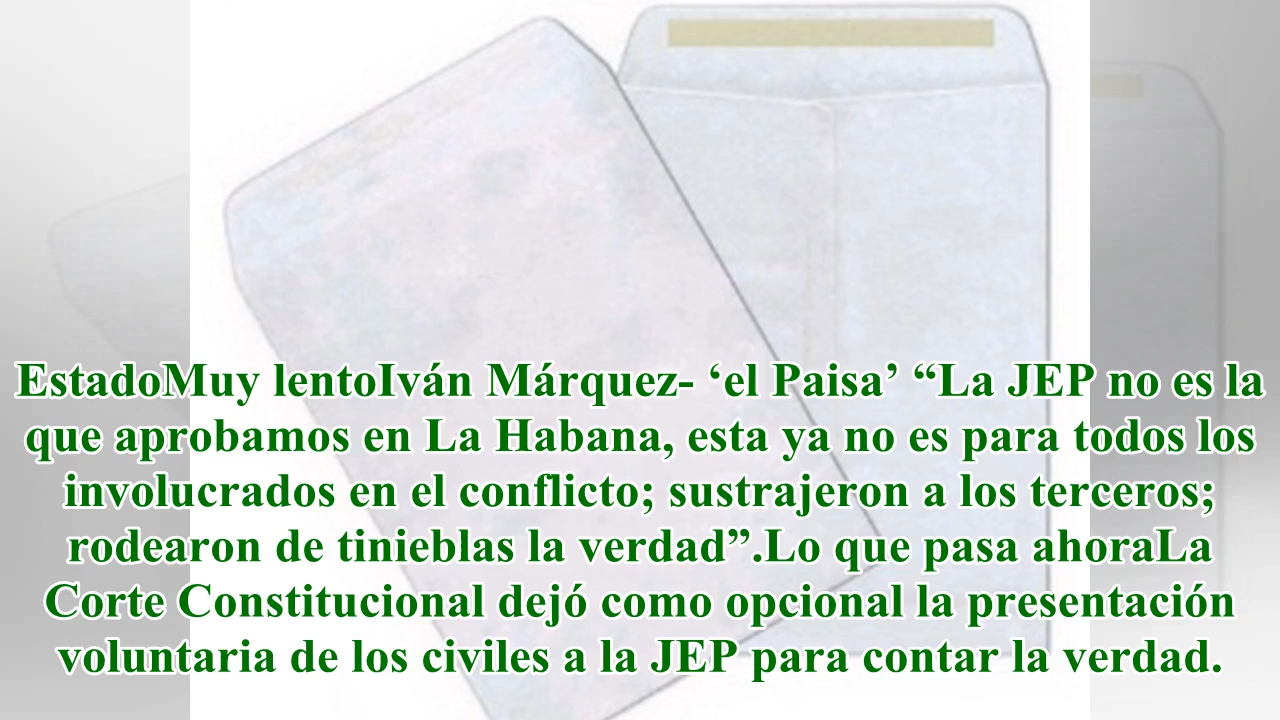 EstadoMuy lentoIván Márquez- ‘el Paisa’ “La JEP no es la
que aprobamos en La Habana, esta ya no es para todos los
involucrados en el conflicto; sustrajeron a los terceros;
rodearon de tinieblas la verdad”.Lo que pasa ahoraLa
Corte Constitucional dejó como opcional la presentación
voluntaria de los civiles a la JEP para contar la verdad.